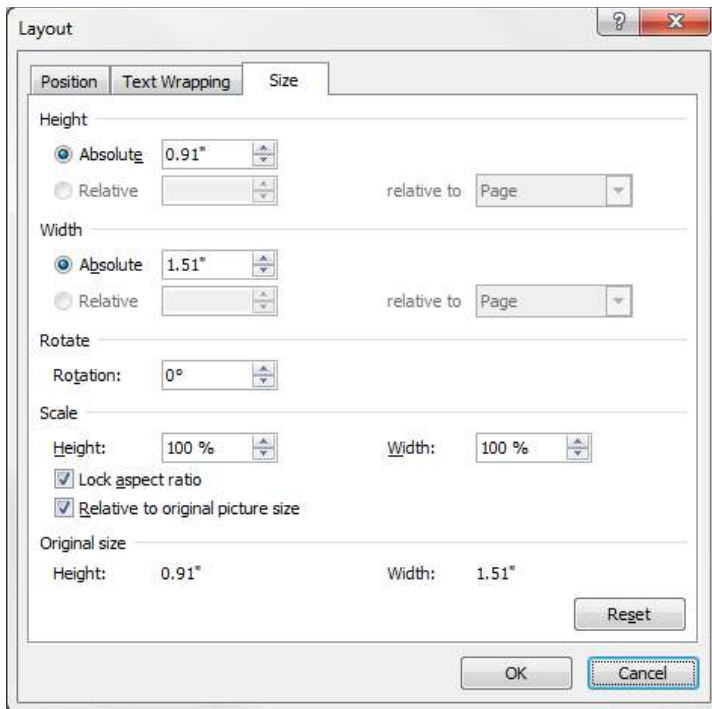 Layout
Position Text Wrapping Size
Height
Absolute 0.91"
Relative relative to Page
Width
Absolute 1.51"
Relative relative to Page
Rotate
Rotation: 0°
Scale
Height: 100 % Width: 100 %
Lock aspect ratio
Relative to original picture size
Original size
Height: 0.91" Width: 1.51"
Reset
OK Cancel